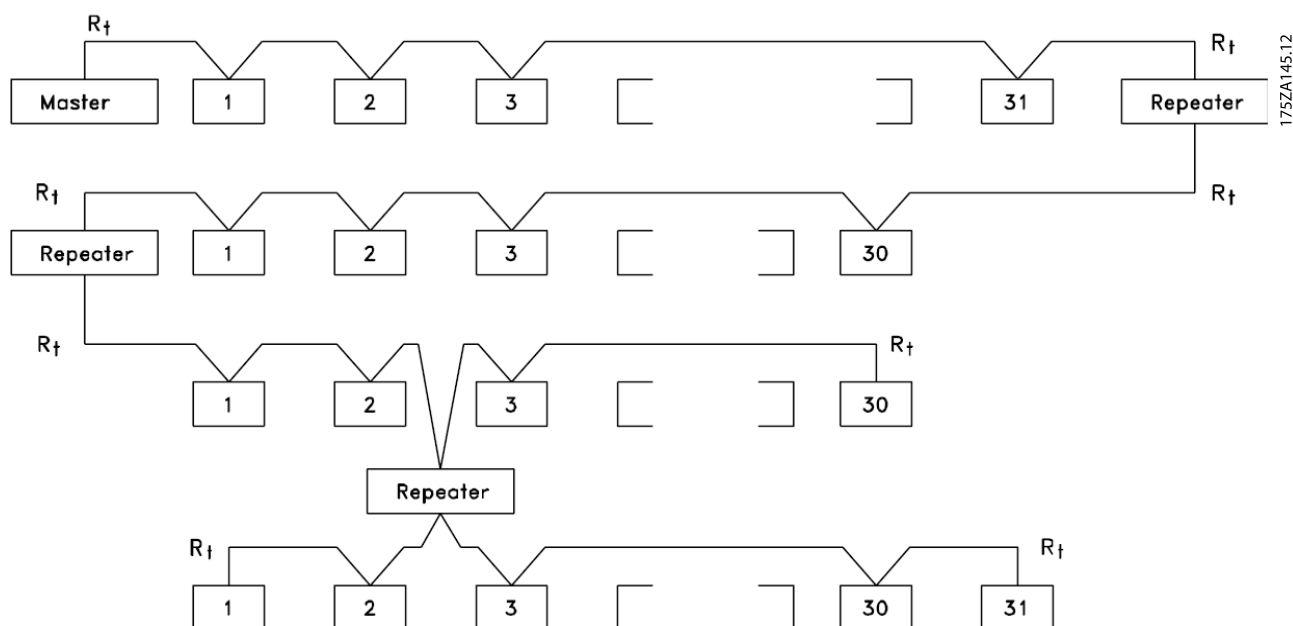 Rt Rt
Master 1 2 3 31 Repeater
175ZA145.12
Rt Rt
Repeater 1 2 3 30
Rt Rt
1 2 3 30
Repeater
Rt Rt
1 2 3 30 31